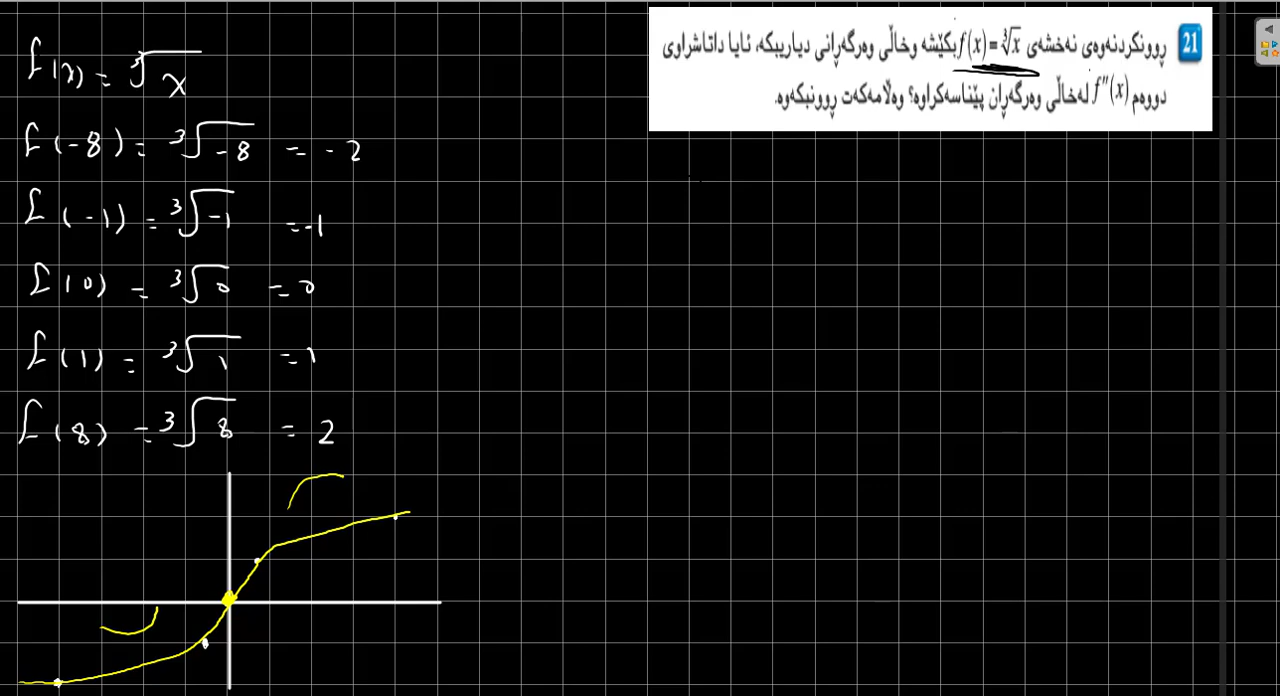 21 ڕوونکردنەوەی نەخشەی f(x)=∛x بکێشە وخاڵی وەرگەڕانی دیاریبکە، ئایا داتاشراوی
دووەم f″(x) لەخاڵی وەرگەڕان پێناسەکراوە؟ وەڵامەکەت ڕوونبکەوە.
f(x) = ∛x
f(-8) = ∛-8 = -2
f(-1) = ∛-1 = -1
f(0) = ∛0 = 0
f(1) = ∛1 = 1
f(8) = ∛8 = 2